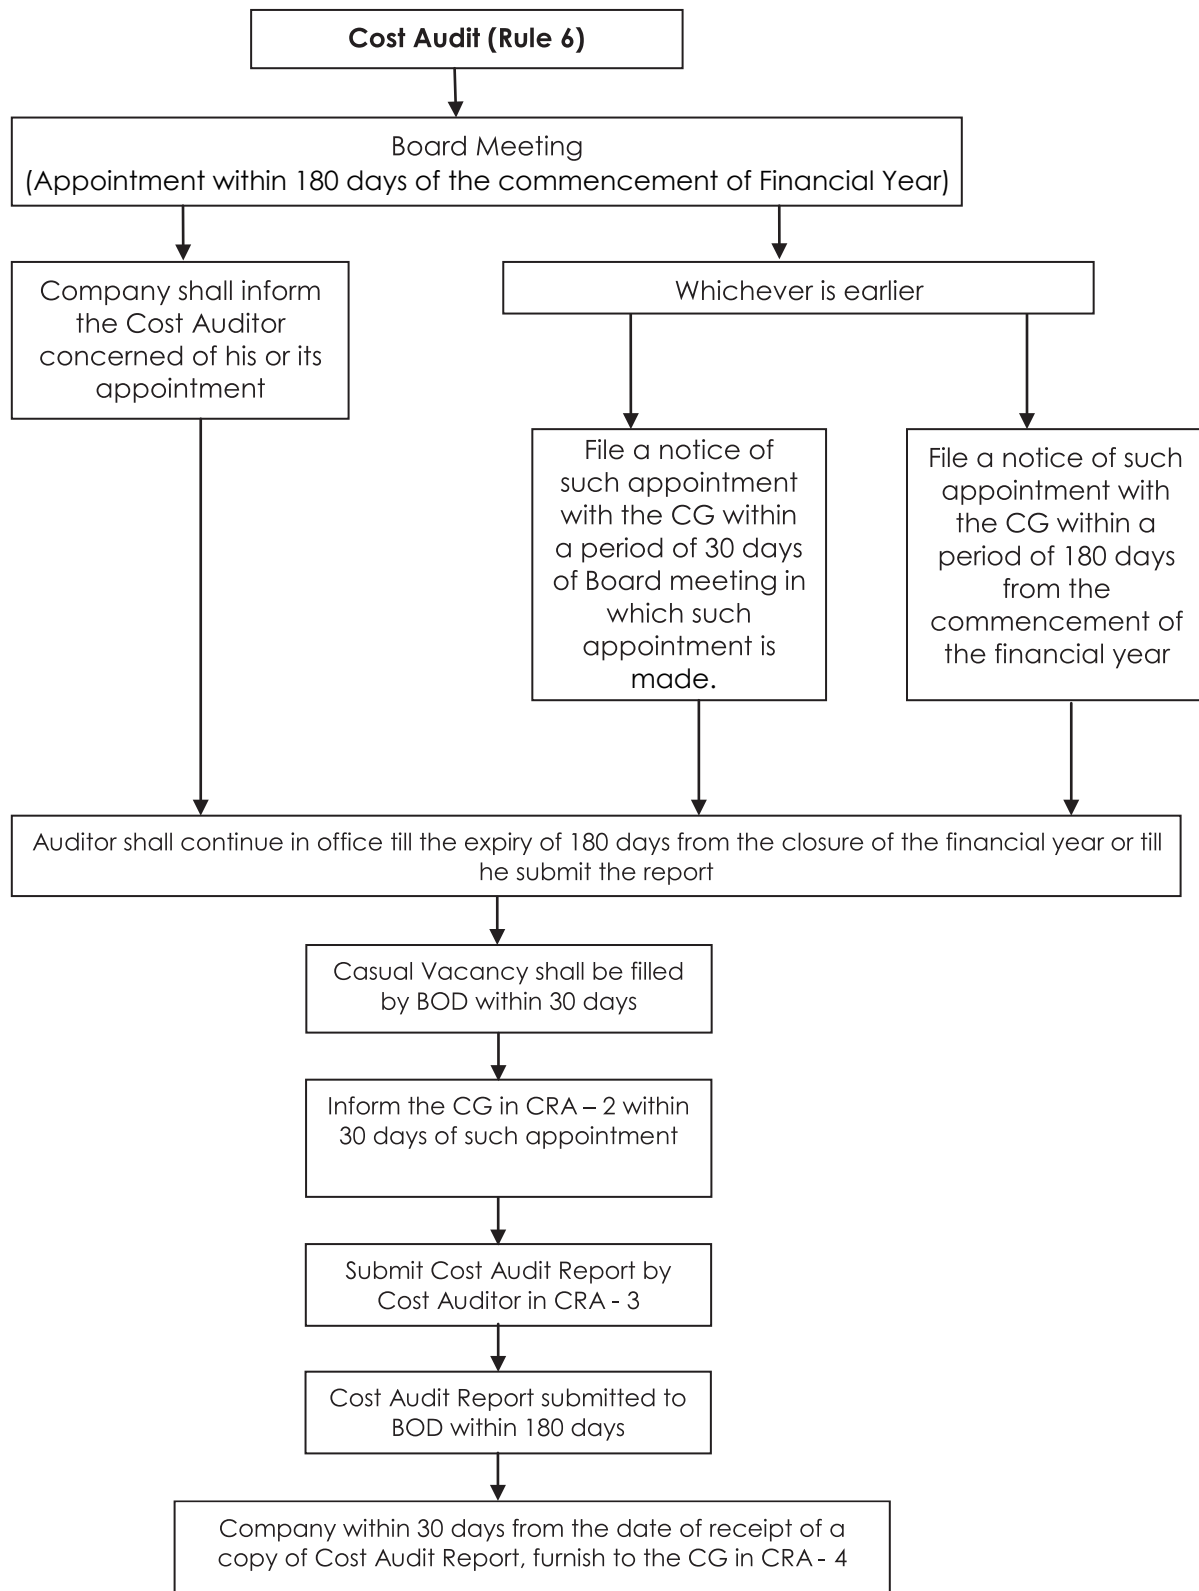 Cost Audit (Rule 6)
Board Meeting
(Appointment within 180 days of the commencement of Financial Year)
Company shall inform
the Cost Auditor
concerned of his or its
appointment
Whichever is earlier
File a notice of
such appointment
with the CG within
a period of 30 days
of Board meeting in
which such
appointment is
made.
File a notice of such
appointment with
the CG within a
period of 180 days
from the
commencement of
the financial year
Auditor shall continue in office till the expiry of 180 days from the closure of the financial year or till
he submit the report
Casual Vacancy shall be filled
by BOD within 30 days
Inform the CG in CRA – 2 within
30 days of such appointment
Submit Cost Audit Report by
Cost Auditor in CRA - 3
Cost Audit Report submitted to
BOD within 180 days
Company within 30 days from the date of receipt of a
copy of Cost Audit Report, furnish to the CG in CRA - 4